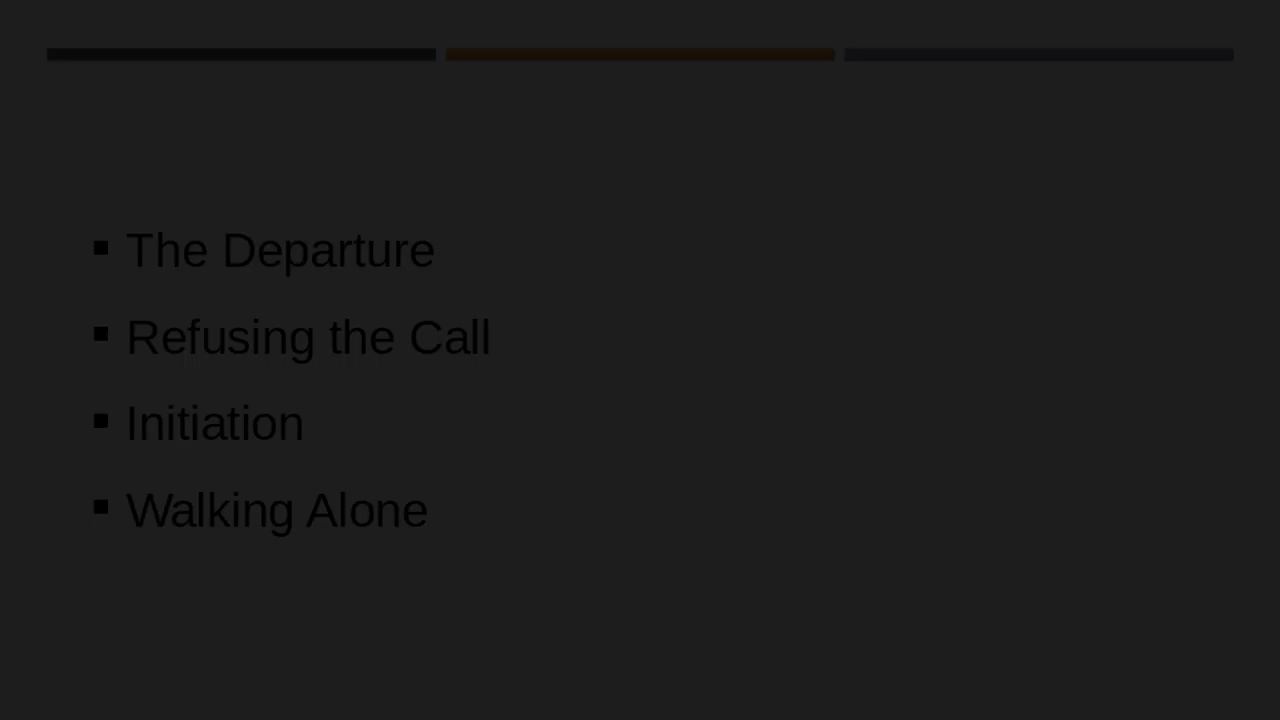 The Departure
Refusing the Call
Initiation
Walking Alone